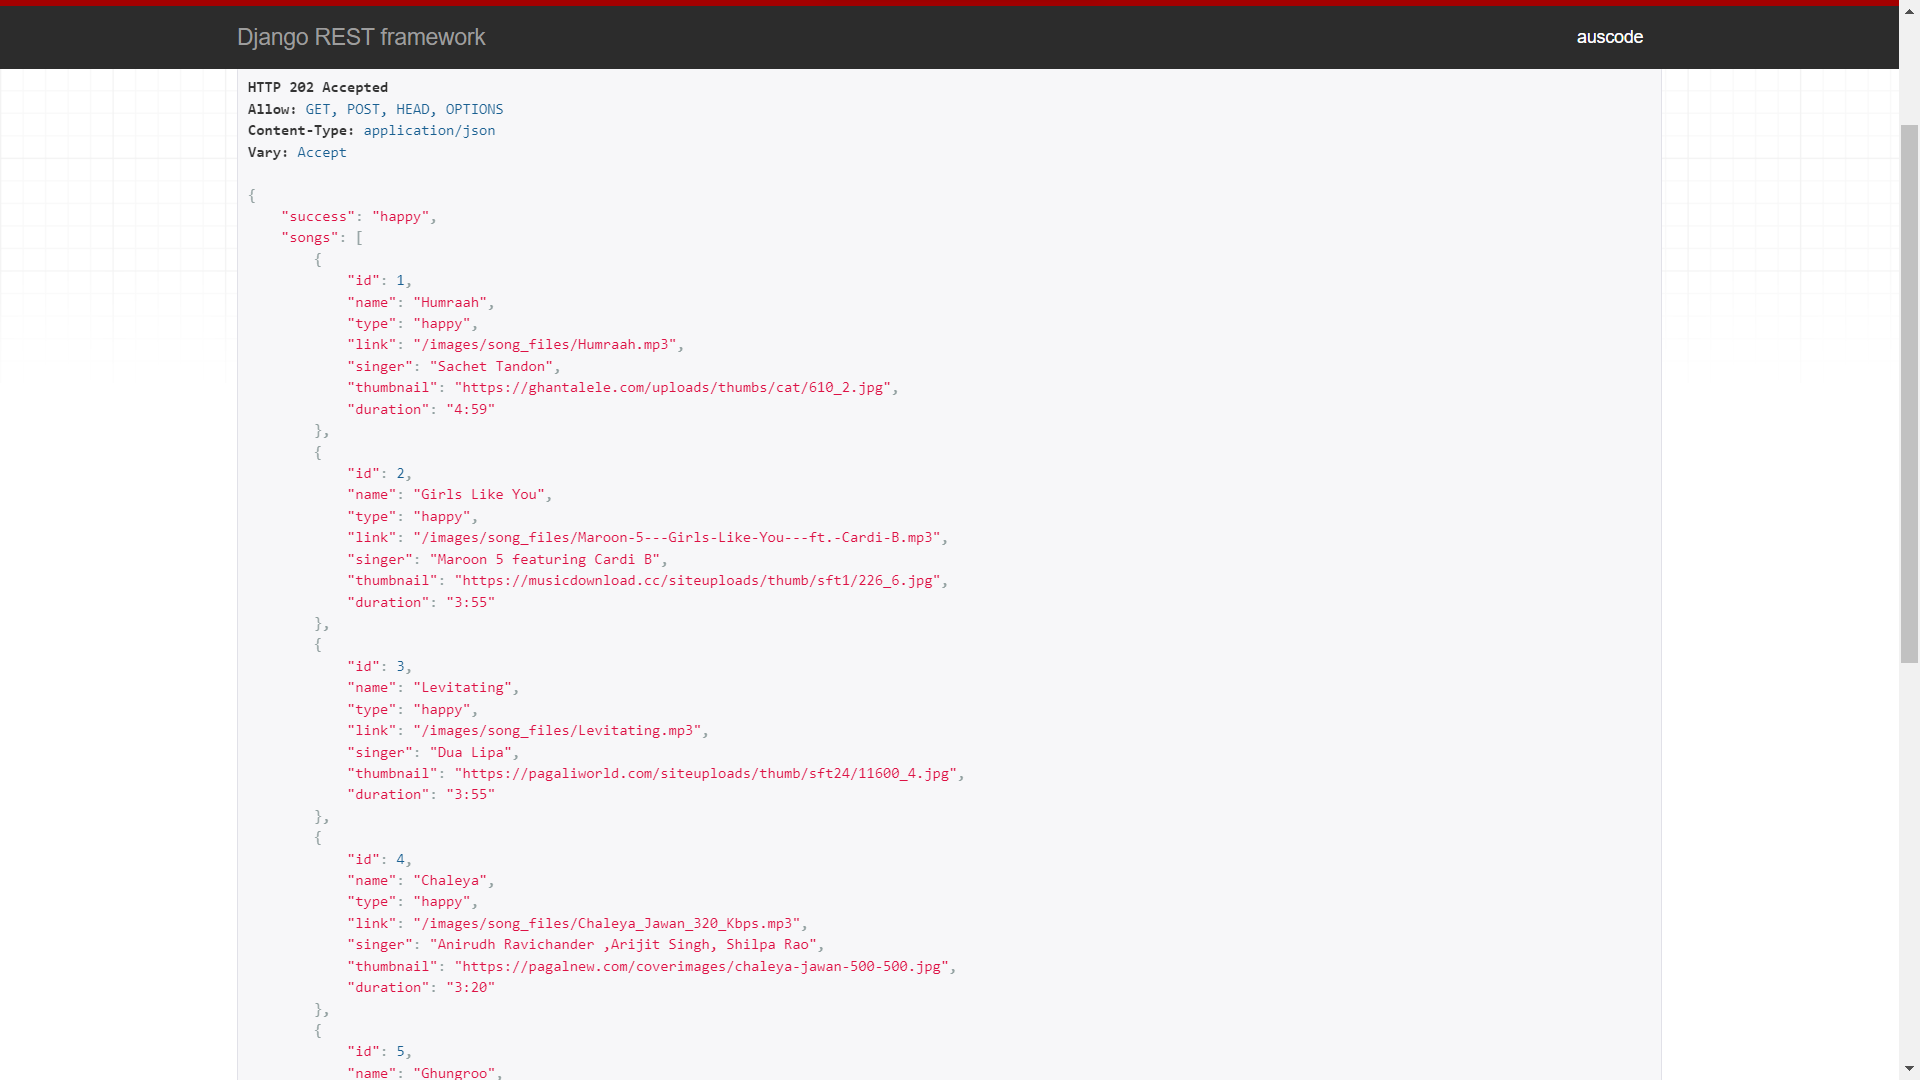 Django REST framework
auscode
HTTP 202 Accepted
Allow: GET, POST, HEAD, OPTIONS
Content-Type: application/json
Vary: Accept
{
    "success": "happy",
    "songs": [
        {
            "id": 1,
            "name": "Humraah",
            "type": "happy",
            "link": "/images/song_files/Humraah.mp3",
            "singer": "Sachet Tandon",
            "thumbnail": "https://ghantalele.com/uploads/thumbs/cat/610_2.jpg",
            "duration": "4:59"
        },
        {
            "id": 2,
            "name": "Girls Like You",
            "type": "happy",
            "link": "/images/song_files/Maroon-5---Girls-Like-You---ft.-Cardi-B.mp3",
            "singer": "Maroon 5 featuring Cardi B",
            "thumbnail": "https://musicdownload.cc/siteuploads/thumb/sft1/226_6.jpg",
            "duration": "3:55"
        },
        {
            "id": 3,
            "name": "Levitating",
            "type": "happy",
            "link": "/images/song_files/Levitating.mp3",
            "singer": "Dua Lipa",
            "thumbnail": "https://pagaliworld.com/siteuploads/thumb/sft24/11600_4.jpg",
            "duration": "3:55"
        },
        {
            "id": 4,
            "name": "Chaleya",
            "type": "happy",
            "link": "/images/song_files/Chaleya_Jawan_320_Kbps.mp3",
            "singer": "Anirudh Ravichander ,Arijit Singh, Shilpa Rao",
            "thumbnail": "https://pagalnew.com/coverimages/chaleya-jawan-500-500.jpg",
            "duration": "3:20"
        },
        {
            "id": 5,
            "name": "Ghungroo",